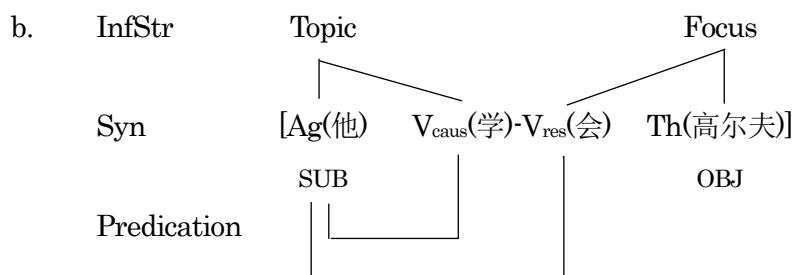 b. InfStr Topic Focus
Syn [Ag(他) Vcaus(学)-Vres(会) Th(高尔夫)]
SUB OBJ
Predication